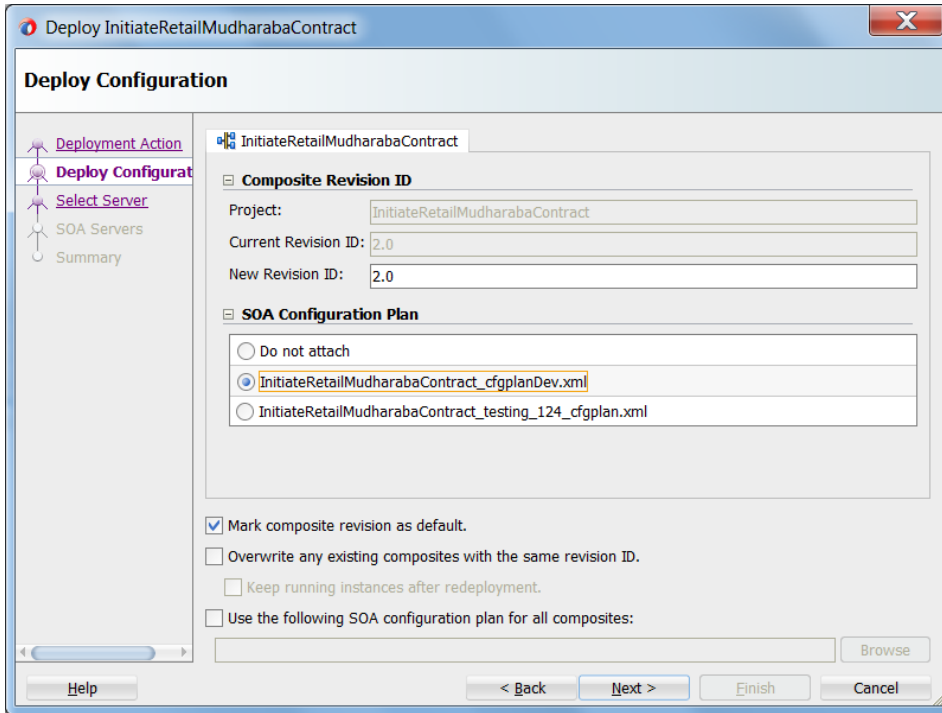 Deploy InitiateRetailMudharabaContract
Deploy Configuration
Deployment Action
Deploy Configurat
Select Server
SOA Servers
Summary
InitiateRetailMudharabaContract
Composite Revision ID
Project: InitiateRetailMudharabaContract
Current Revision ID: 2.0
New Revision ID: 2.0
SOA Configuration Plan
Do not attach
InitiateRetailMudharabaContract_cfgplanDev.xml
InitiateRetailMudharabaContract_testing_124_cfgplan.xml
Mark composite revision as default.
Overwrite any existing composites with the same revision ID.
Keep running instances after redeployment.
Use the following SOA configuration plan for all composites:
Browse
Help < Back Next > Finish Cancel